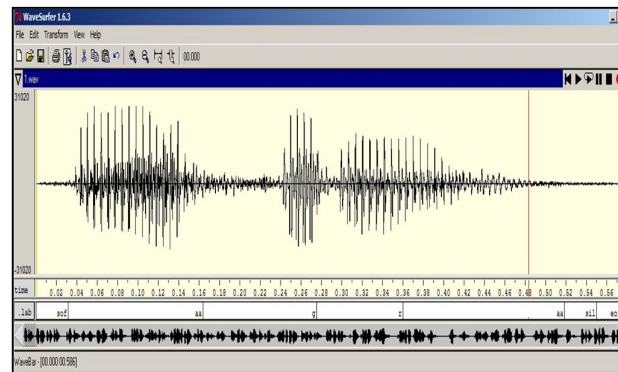 WaveSurfer 1.6.3
File Edit Transform View Help
00.000
1.wav
31020
-31020
time 0.02 0.04 0.06 0.08 0.10 0.12 0.14 0.16 0.18 0.20 0.22 0.24 0.26 0.28 0.30 0.32 0.34 0.36 0.38 0.40 0.42 0.44 0.46 0.48 0.50 0.52 0.54 0.56
.lab sof aa g r aa sil
WaveBar - [00.000 00.586]